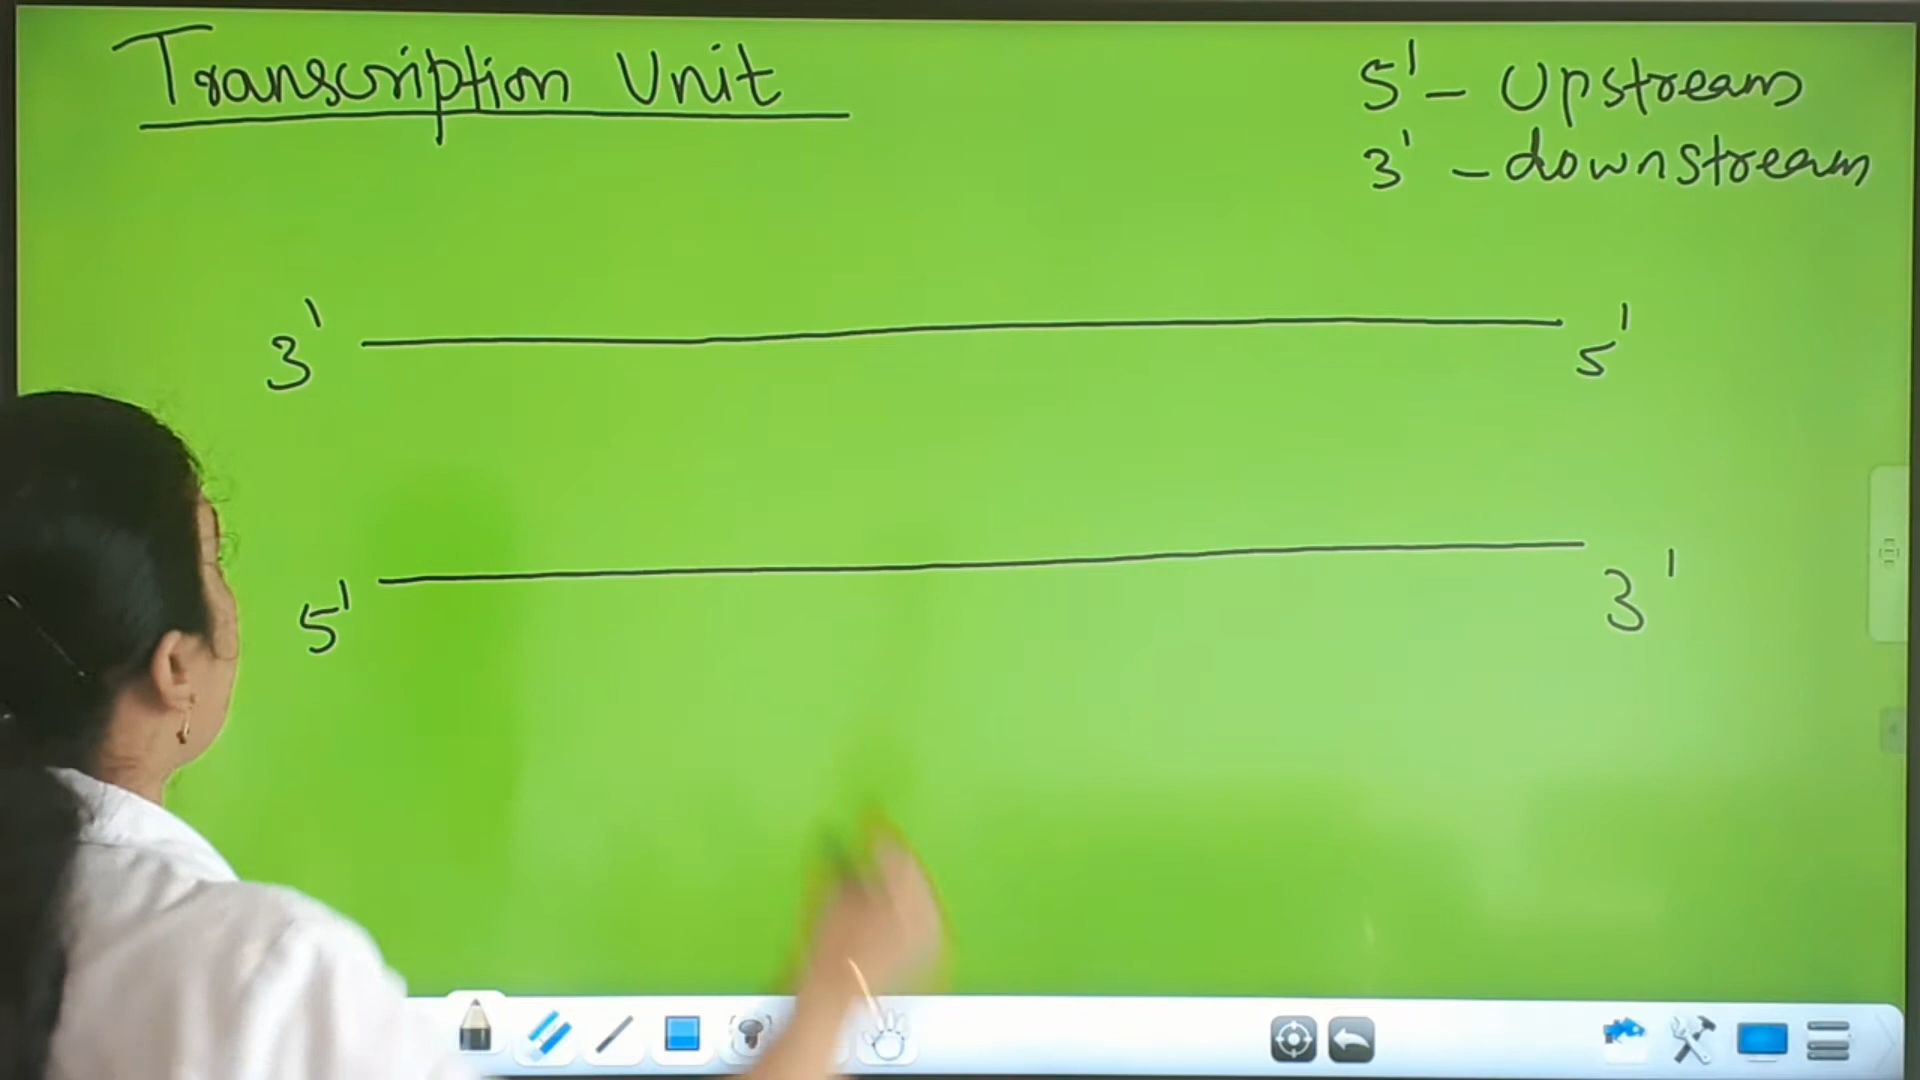 Transcription Unit
5' - Upstream
3' - downstream
3' 5'
5' 3'